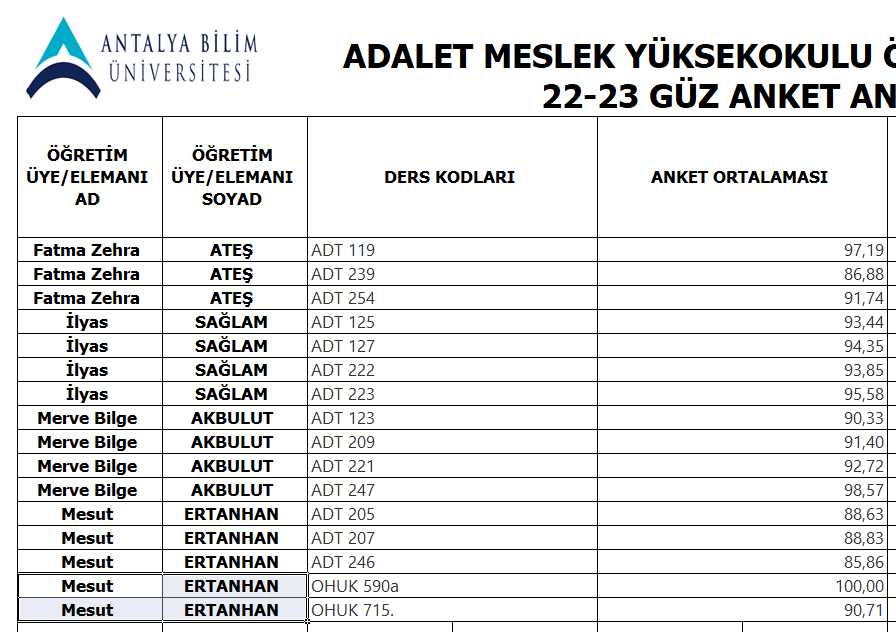 ANTALYA BİLİM
ÜNİVERSİTESİ
ADALET MESLEK YÜKSEKOKULU
22-23 GÜZ ANKET
ÖĞRETİM ÜYE/ELEMANI AD ÖĞRETİM ÜYE/ELEMANI SOYAD DERS KODLARI ANKET ORTALAMASI
Fatma Zehra ATEŞ ADT 119 97,19
Fatma Zehra ATEŞ ADT 239 86,88
Fatma Zehra ATEŞ ADT 254 91,74
İlyas SAĞLAM ADT 125 93,44
İlyas SAĞLAM ADT 127 94,35
İlyas SAĞLAM ADT 222 93,85
İlyas SAĞLAM ADT 223 95,58
Merve Bilge AKBULUT ADT 123 90,33
Merve Bilge AKBULUT ADT 209 91,40
Merve Bilge AKBULUT ADT 221 92,72
Merve Bilge AKBULUT ADT 247 98,57
Mesut ERTANHAN ADT 205 88,63
Mesut ERTANHAN ADT 207 88,83
Mesut ERTANHAN ADT 246 85,86
Mesut ERTANHAN OHUK 590a 100,00
Mesut ERTANHAN OHUK 715. 90,71